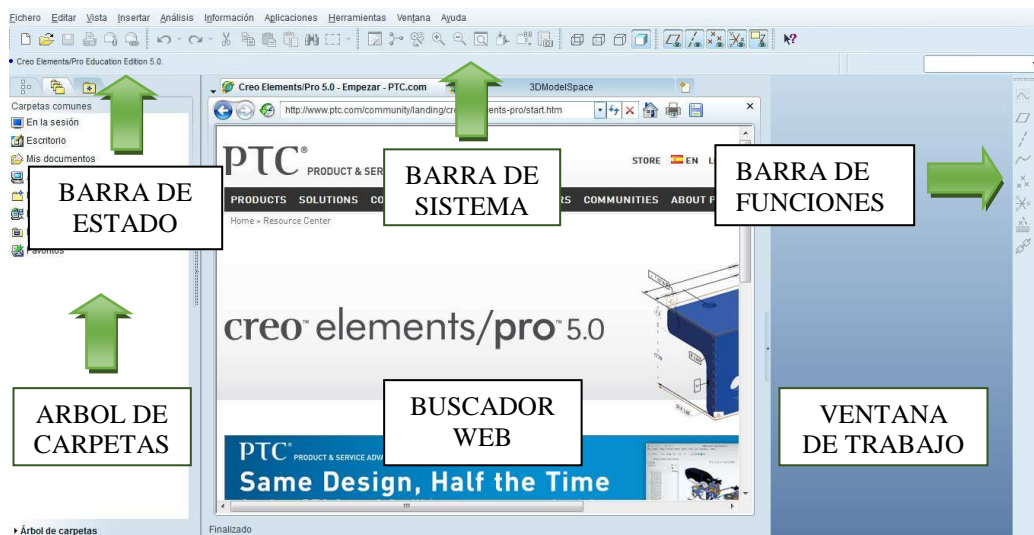 Fichero Editar Vista Insertar Análisis Información Aplicaciones Herramientas Ventana Ayuda
Creo Elements/Pro Education Edition 5.0.
Creo Elements/Pro 5.0 - Empezar - PTC.com
3DModelSpace
Carpetas comunes
En la sesión
Escritorio
Mis documentos
Favoritos
http://www.ptc.com/community/landing/cre
ents-pro/start.htm
PTC®
PRODUCT & SER
STORE EN
PRODUCTS SOLUTIONS CO
RS COMMUNITIES ABOUT P
Home » Resource Center
BARRA DE
ESTADO
BARRA DE
SISTEMA
BARRA DE
FUNCIONES
creo™ elements/pro™ 5.0
ARBOL DE
CARPETAS
BUSCADOR
WEB
VENTANA
DE TRABAJO
PTC®
PRODUCT & SERVICE ADVA
Same Design, Half the Time
Árbol de carpetas
Finalizado